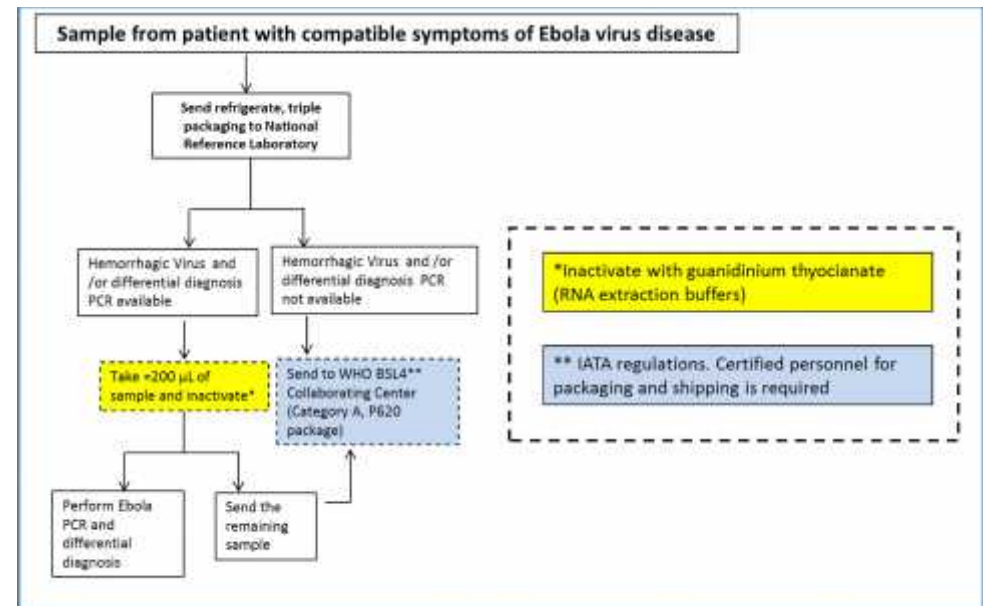 Sample from patient with compatible symptoms of Ebola virus disease
Send refrigerate, triple
packaging to National
Reference Laboratory
Hemorrhagic Virus and
/or differential diagnosis
PCR available
Hemorrhagic Virus and /or
differential diagnosis PCR
not available
Take ≈200 µL of
sample and inactivate*
Send to WHO BSL4**
Collaborating Center
(Category A, P620
package)
Perform Ebola
PCR and
differential
diagnosis
Send the
remaining
sample
*Inactivate with guanidinium thyocianate
(RNA extraction buffers)
** IATA regulations. Certified personnel for
packaging and shipping is required